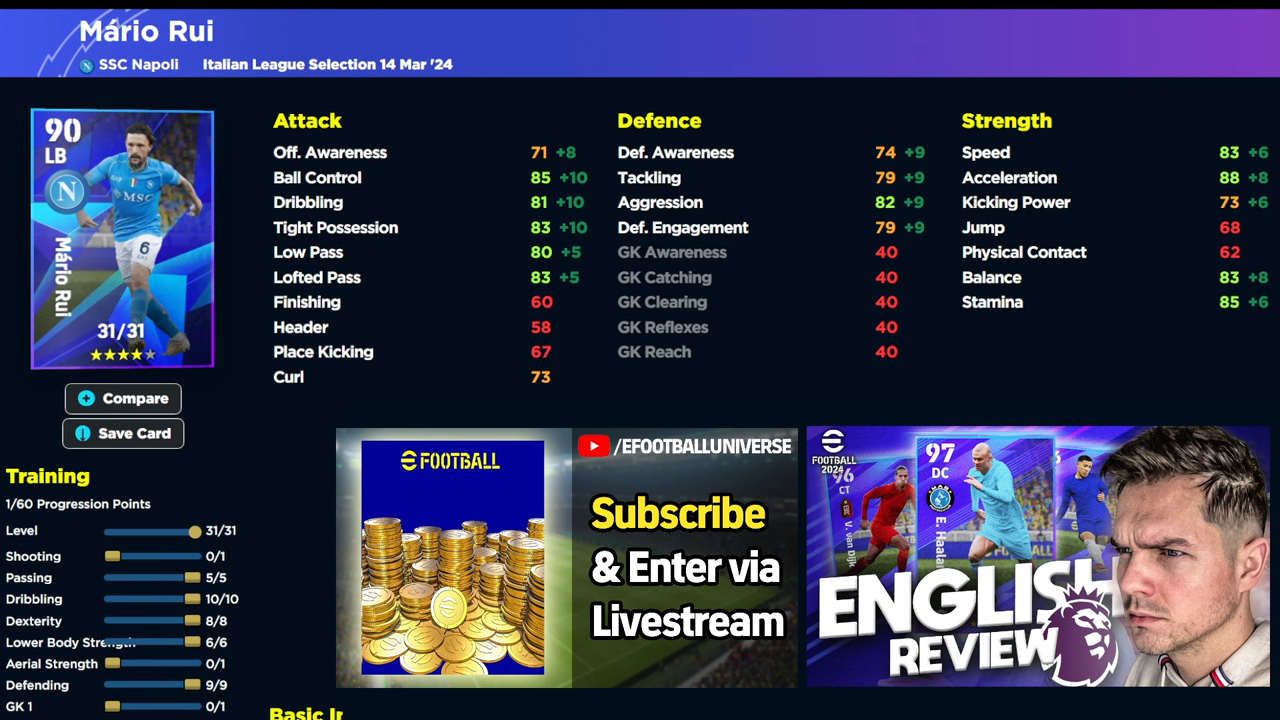 Mário Rui
SSC Napoli Italian League Selection 14 Mar '24
90
LB
N
MSC
6
Mário Rui
31/31
Compare
Save Card
Attack
Off. Awareness 71 +8
Ball Control 85 +10
Dribbling 81 +10
Tight Possession 83 +10
Low Pass 80 +5
Lofted Pass 83 +5
Finishing 60
Header 58
Place Kicking 67
Curl 73
Defence
Def. Awareness 74 +9
Tackling 79 +9
Aggression 82 +9
Def. Engagement 79 +9
GK Awareness 40
GK Catching 40
GK Clearing 40
GK Reflexes 40
GK Reach 40
Strength
Speed 83 +6
Acceleration 88 +8
Kicking Power 73 +6
Jump 68
Physical Contact 62
Balance 83 +8
Stamina 85 +6
Training
1/60 Progression Points
Level 31/31
Shooting 0/1
Passing 5/5
Dribbling 10/10
Dexterity 8/8
Lower Body Strength 6/6
Aerial Strength 0/1
Defending 9/9
GK 1 0/1
eFOOTBALL
/EFOOTBALLUNIVERSE
Subscribe
& Enter via
Livestream
FOOTBALL
2024
96
CT
V. van Dijk
97
DC
E. Haalan
ENGLISH
REVIEW
Basic In